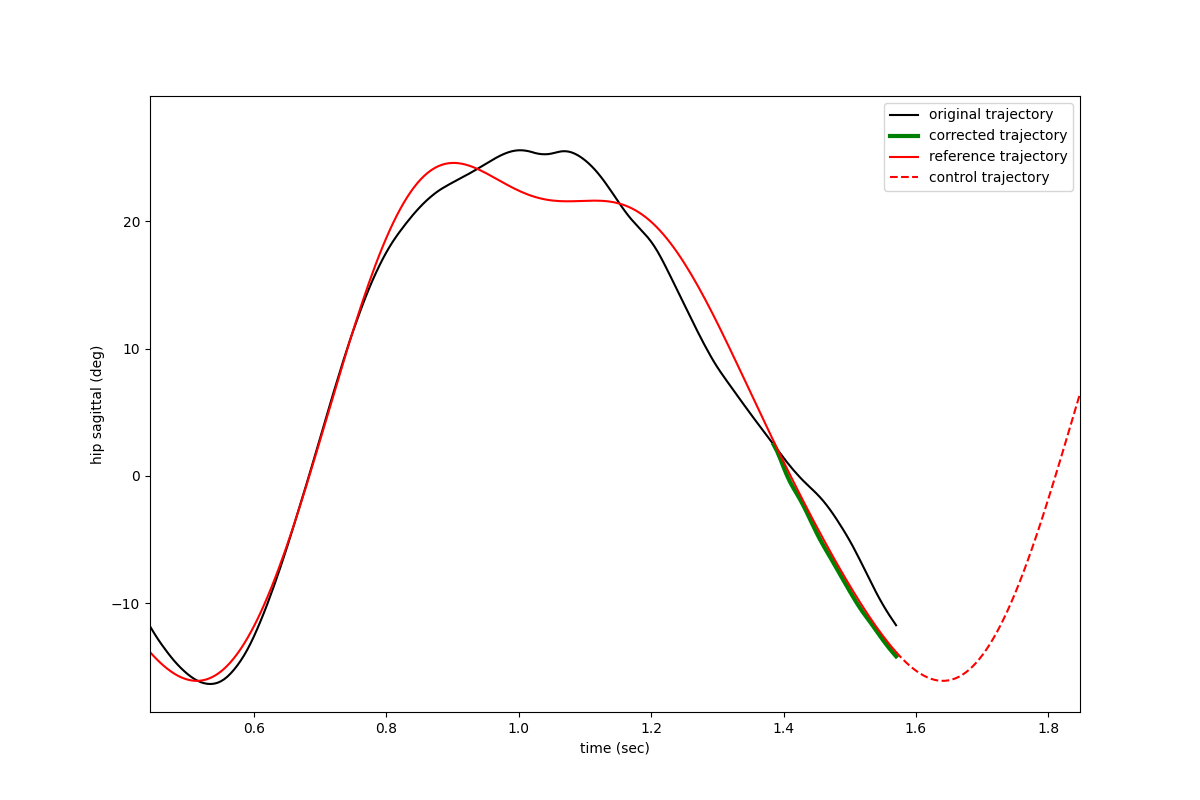 original trajectory
corrected trajectory
reference trajectory
control trajectory
20
10
0
−10
hip sagittal (deg)
0.6 0.8 1.0 1.2 1.4 1.6 1.8
time (sec)